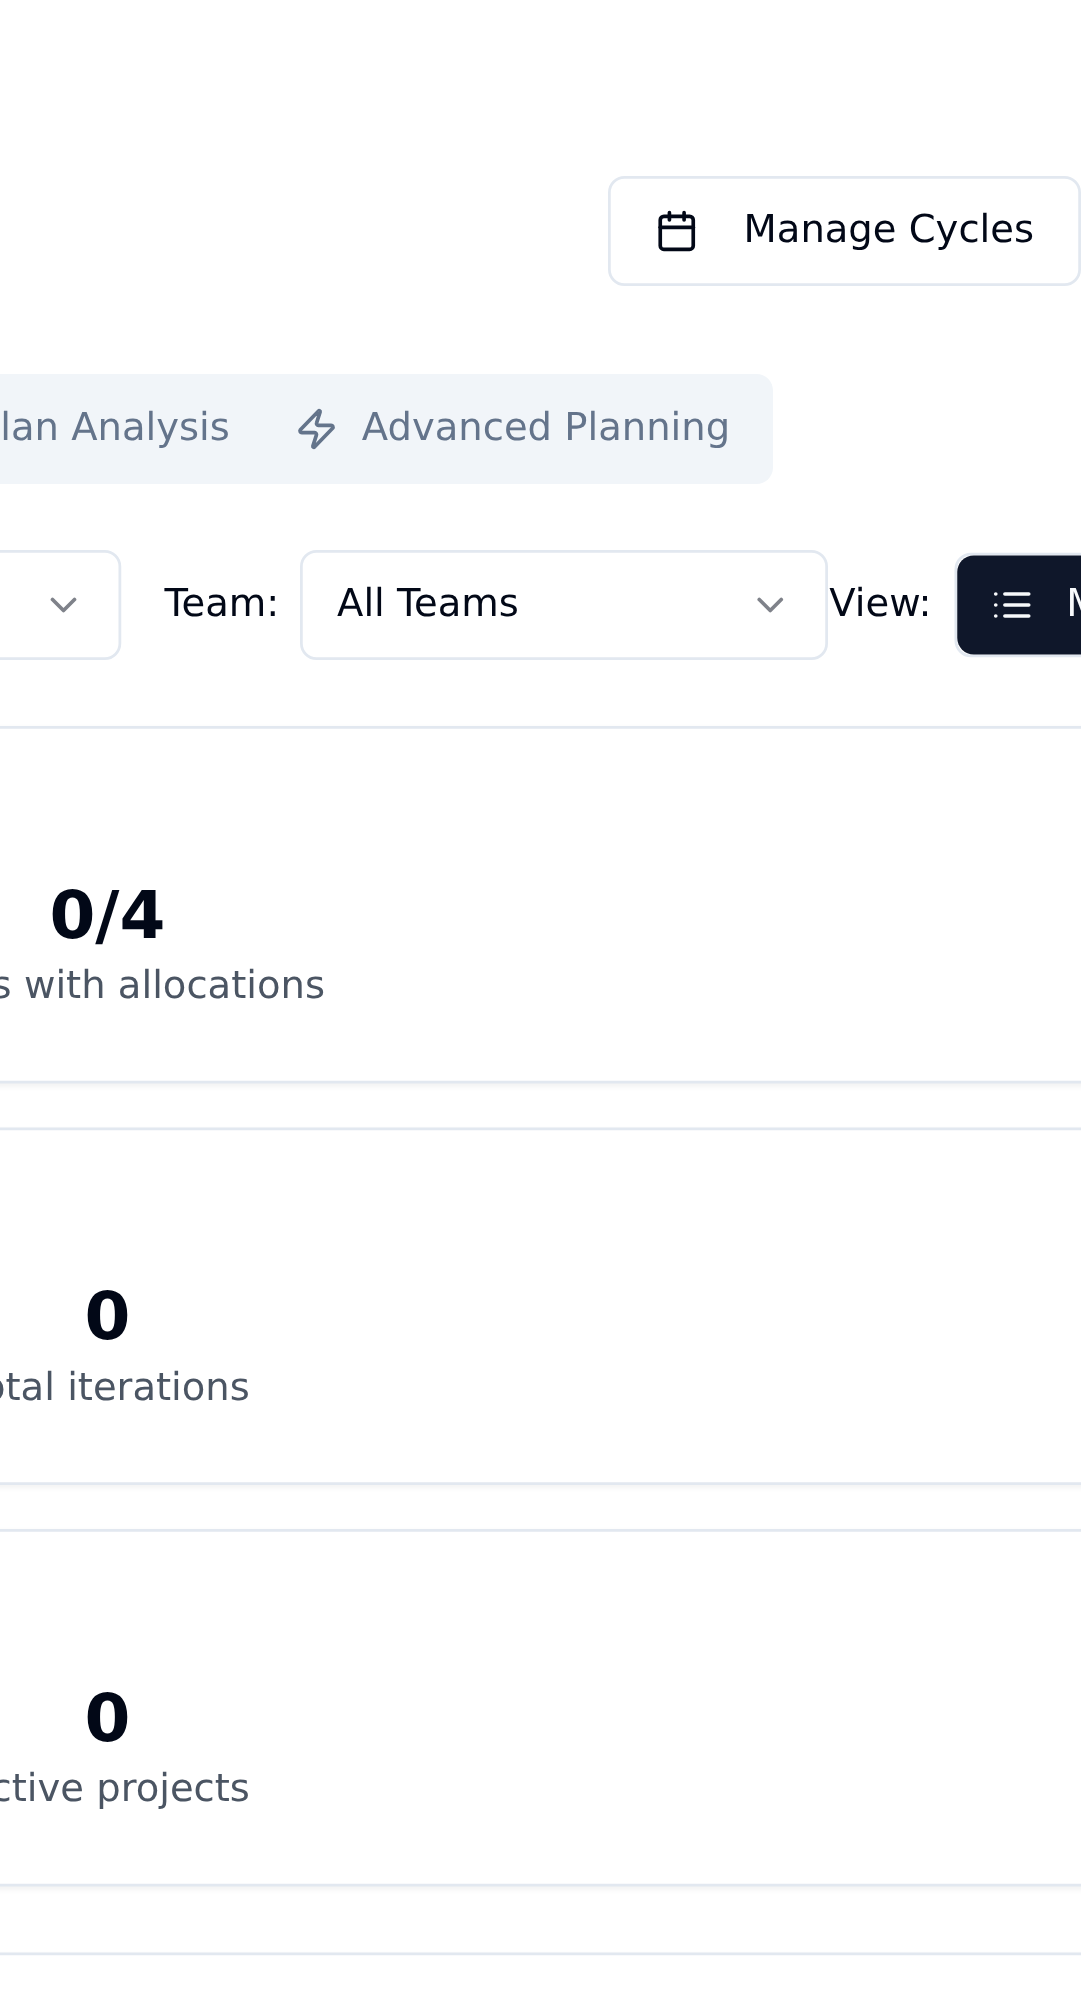 Manage Cycles
lan Analysis Advanced Planning
Team: All Teams View: M
0/4
s with allocations
0
otal iterations
0
ctive projects